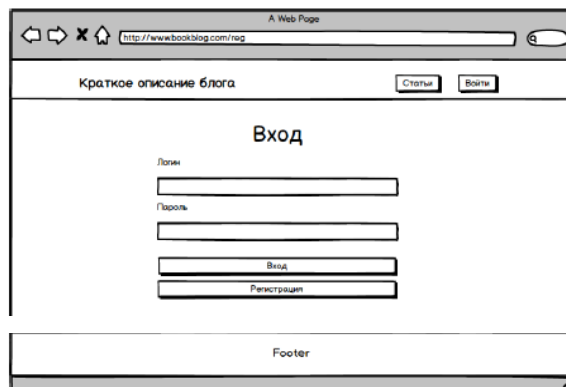 A Web Page
http://www.bookblog.com/reg
Краткое описание блога
Статьи
Войти
Вход
Логин
Пароль
Вход
Регистрация
Footer